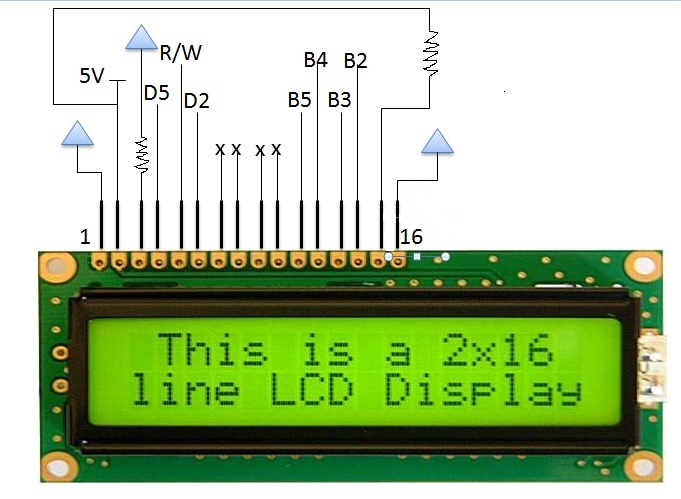 R/W
B4 B2
5V
D5 D2 B5 B3
x x x x
1 16
This is a 2x16
line LCD Display